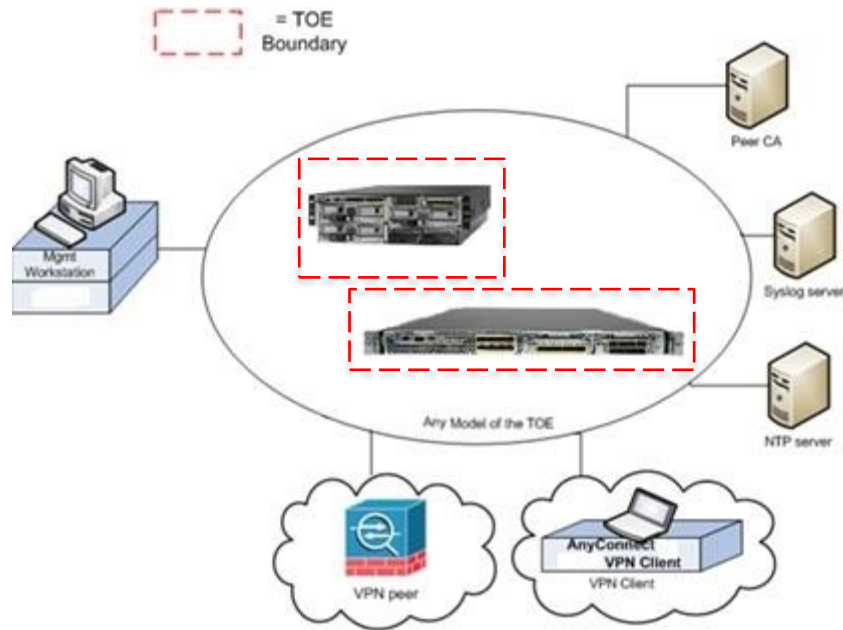 = TOE
Boundary
Peer CA
Mgmt
Workstation
Syslog server
Any Model of the TOE
NTP server
VPN peer
AnyConnect
VPN Client
VPN Client